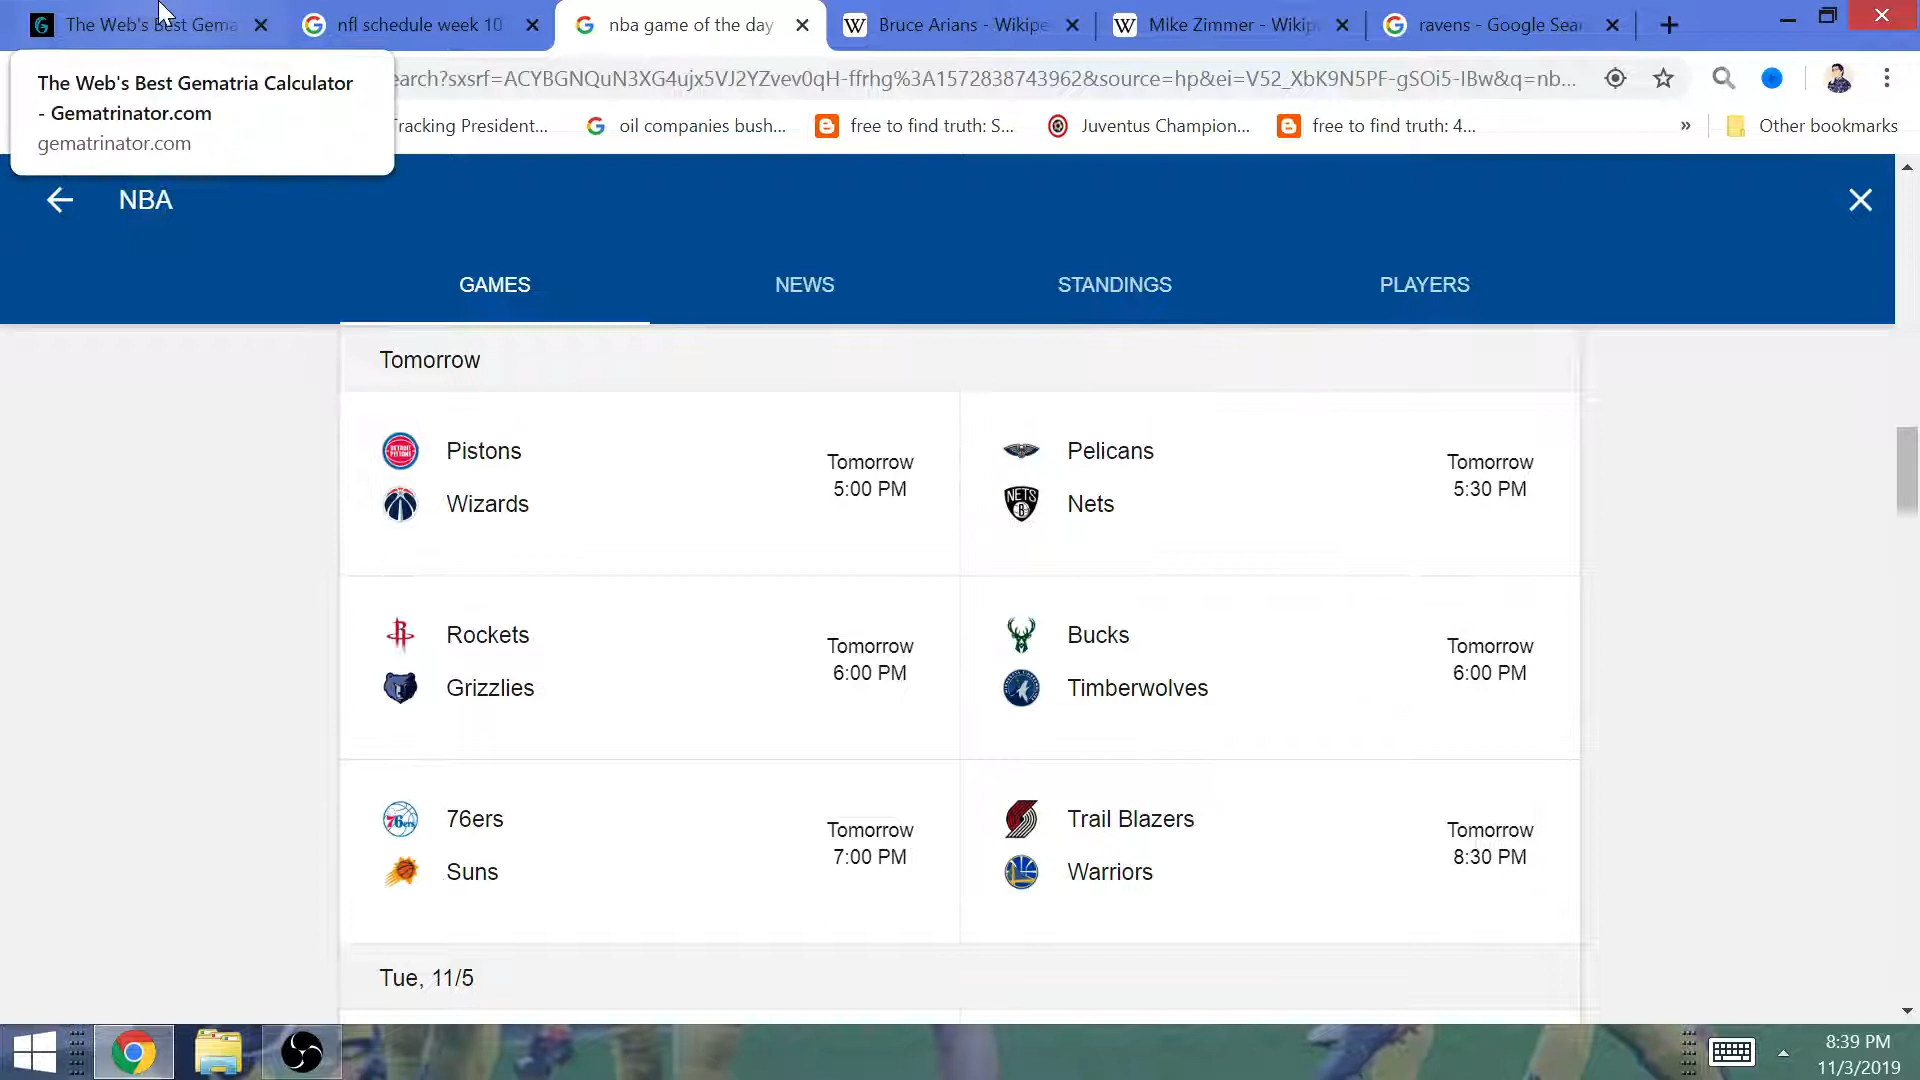 The Web's Best Gema
nfl schedule week 10
nba game of the day
Bruce Arians - Wikipe
Mike Zimmer - Wikip
ravens - Google Sea
The Web's Best Gematria Calculator
- Gematrinator.com
gematrinator.com
earch?sxsrf=ACYBGNQuN3XG4ujx5VJ2YZvev0qH-ffrhg%3A1572838743962&source=hp&ei=V52_XbK9N5PF-gSOi5-IBw&q=nb...
Tracking President...
oil companies bush...
free to find truth: S...
Juventus Champion...
free to find truth: 4...
»
Other bookmarks
NBA
GAMES
NEWS
STANDINGS
PLAYERS
Tomorrow
Pistons
Wizards
Tomorrow
5:00 PM
Pelicans
Nets
Tomorrow
5:30 PM
Rockets
Grizzlies
Tomorrow
6:00 PM
Bucks
Timberwolves
Tomorrow
6:00 PM
76ers
Suns
Tomorrow
7:00 PM
Trail Blazers
Warriors
Tomorrow
8:30 PM
Tue, 11/5
8:39 PM
11/3/2019